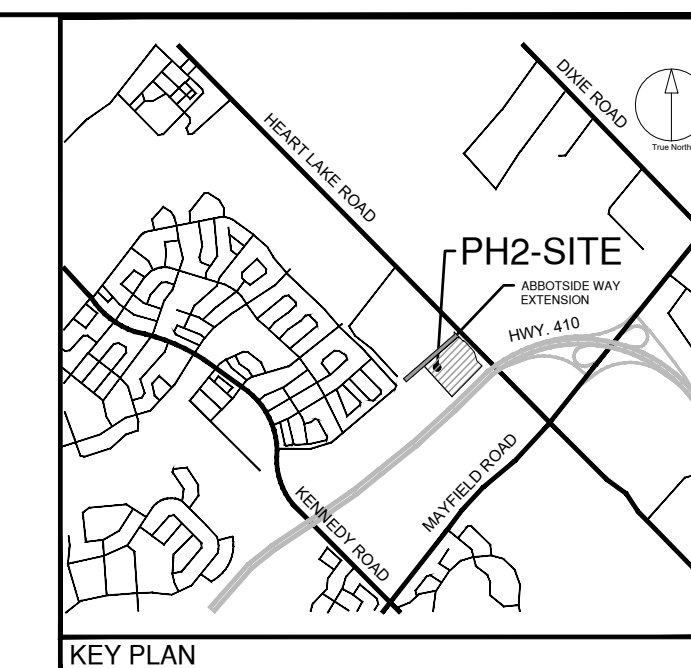 DIXIE ROAD
True North
HEART LAKE ROAD
PH2-SITE
ABBOTSIDE WAY
EXTENSION
HWY. 410
MAYFIELD ROAD
KENNEDY ROAD
KEY PLAN